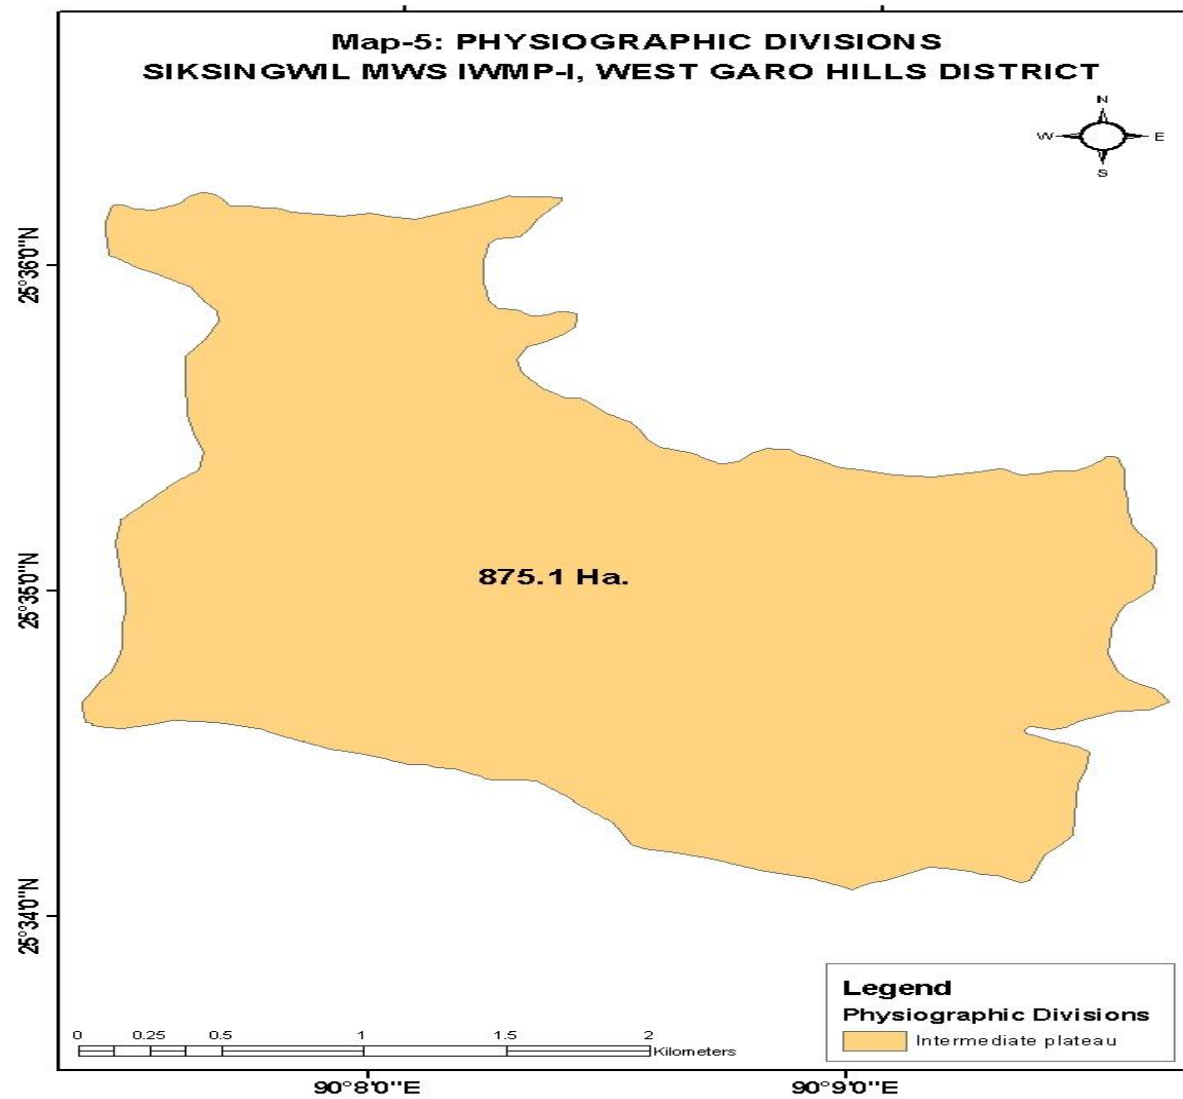 Map-5: PHYSIOGRAPHIC DIVISIONS
SIKSINGWIL MWS IWMP-I, WEST GARO HILLS DISTRICT
N
W E
S
25°36'0"N
25°35'0"N
25°34'0"N
875.1 Ha.
Legend
Physiographic Divisions
Intermediate plateau
0 0.25 0.5 1 1.5 2
Kilometers
90°8'0"E 90°9'0"E